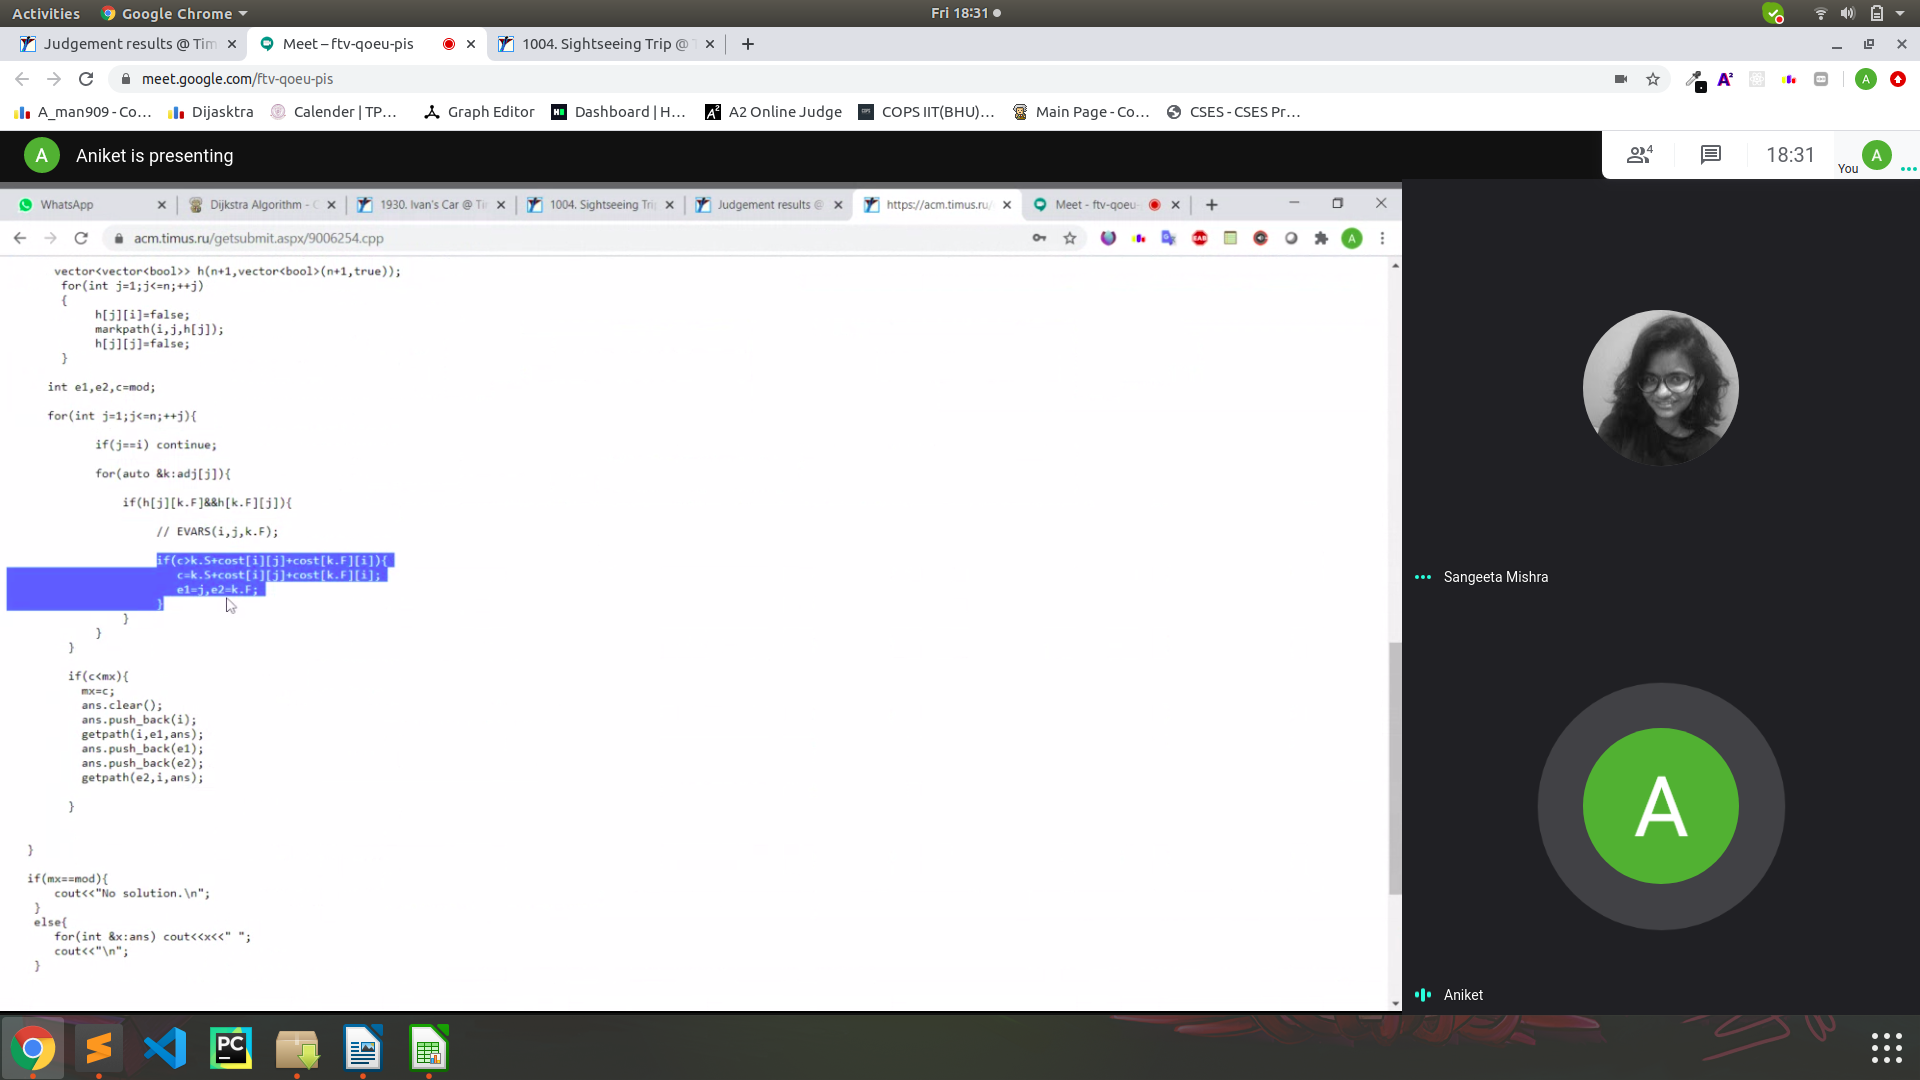 Activities
Google Chrome
Fri 18:31
Judgement results @ Tim
Meet – ftv-qoeu-pis
1004. Sightseeing Trip @
meet.google.com/ftv-qoeu-pis
A_man909 - Co...
Dijasktra
Calender | TP...
Graph Editor
Dashboard | H...
A2 Online Judge
COPS IIT(BHU)...
Main Page - Co...
CSES - CSES Pr...
A
Aniket is presenting
4
18:31
You
A
WhatsApp
Dijkstra Algorithm -
1930. Ivan's Car @ Ti
1004. Sightseeing Tri
Judgement results @
https://acm.timus.ru/
Meet - ftv-qoeu-
acm.timus.ru/getsubmit.aspx/9006254.cpp
vector<vector<bool>> h(n+1,vector<bool>(n+1,true));
for(int j=1;j<=n;++j)
{
h[j][i]=false;
markpath(i,j,h[j]);
h[j][j]=false;
}
int e1,e2,c=mod;
for(int j=1;j<=n;++j){
if(j==i) continue;
for(auto &k:adj[j]){
if(h[j][k.F]&&h[k.F][j]){
// EVARS(i,j,k.F);
if(c>k.S+cost[i][j]+cost[k.F][i]){
c=k.S+cost[i][j]+cost[k.F][i];
e1=j,e2=k.F;
}
}
}
}
if(c<mx){
mx=c;
ans.clear();
ans.push_back(i);
getpath(i,e1,ans);
ans.push_back(e1);
ans.push_back(e2);
getpath(e2,i,ans);
}
}
if(mx==mod){
cout<<"No solution.\n";
}
else{
for(int &x:ans) cout<<x<<" ";
cout<<"\n";
}
Sangeeta Mishra
A
Aniket
PC